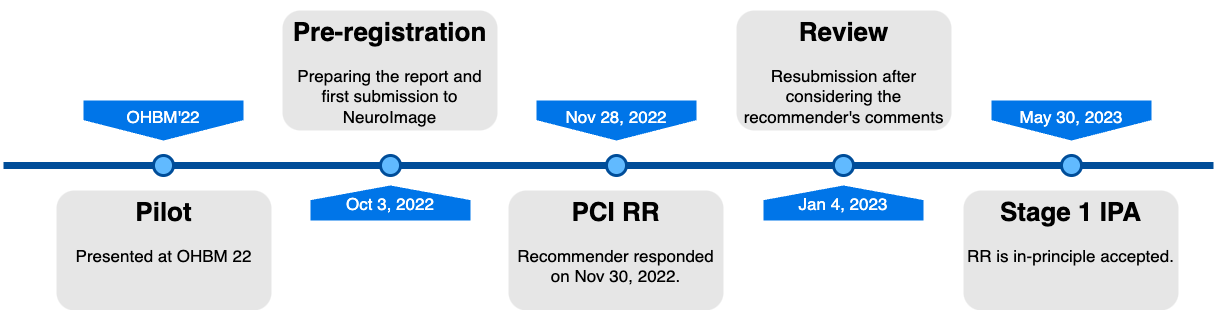 OHBM'22
Pilot
Presented at OHBM 22
Pre-registration
Preparing the report and
first submission to
NeuroImage
Oct 3, 2022
Nov 28, 2022
PCI RR
Recommender responded
on Nov 30, 2022.
Review
Resubmission after
considering the
recommender's comments
Jan 4, 2023
May 30, 2023
Stage 1 IPA
RR is in-principle accepted.